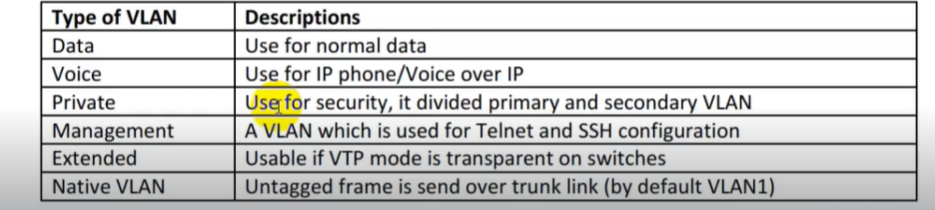 Type of VLAN Descriptions
Data Use for normal data
Voice Use for IP phone/Voice over IP
Private Use for security, it divided primary and secondary VLAN
Management A VLAN which is used for Telnet and SSH configuration
Extended Usable if VTP mode is transparent on switches
Native VLAN Untagged frame is send over trunk link (by default VLAN1)